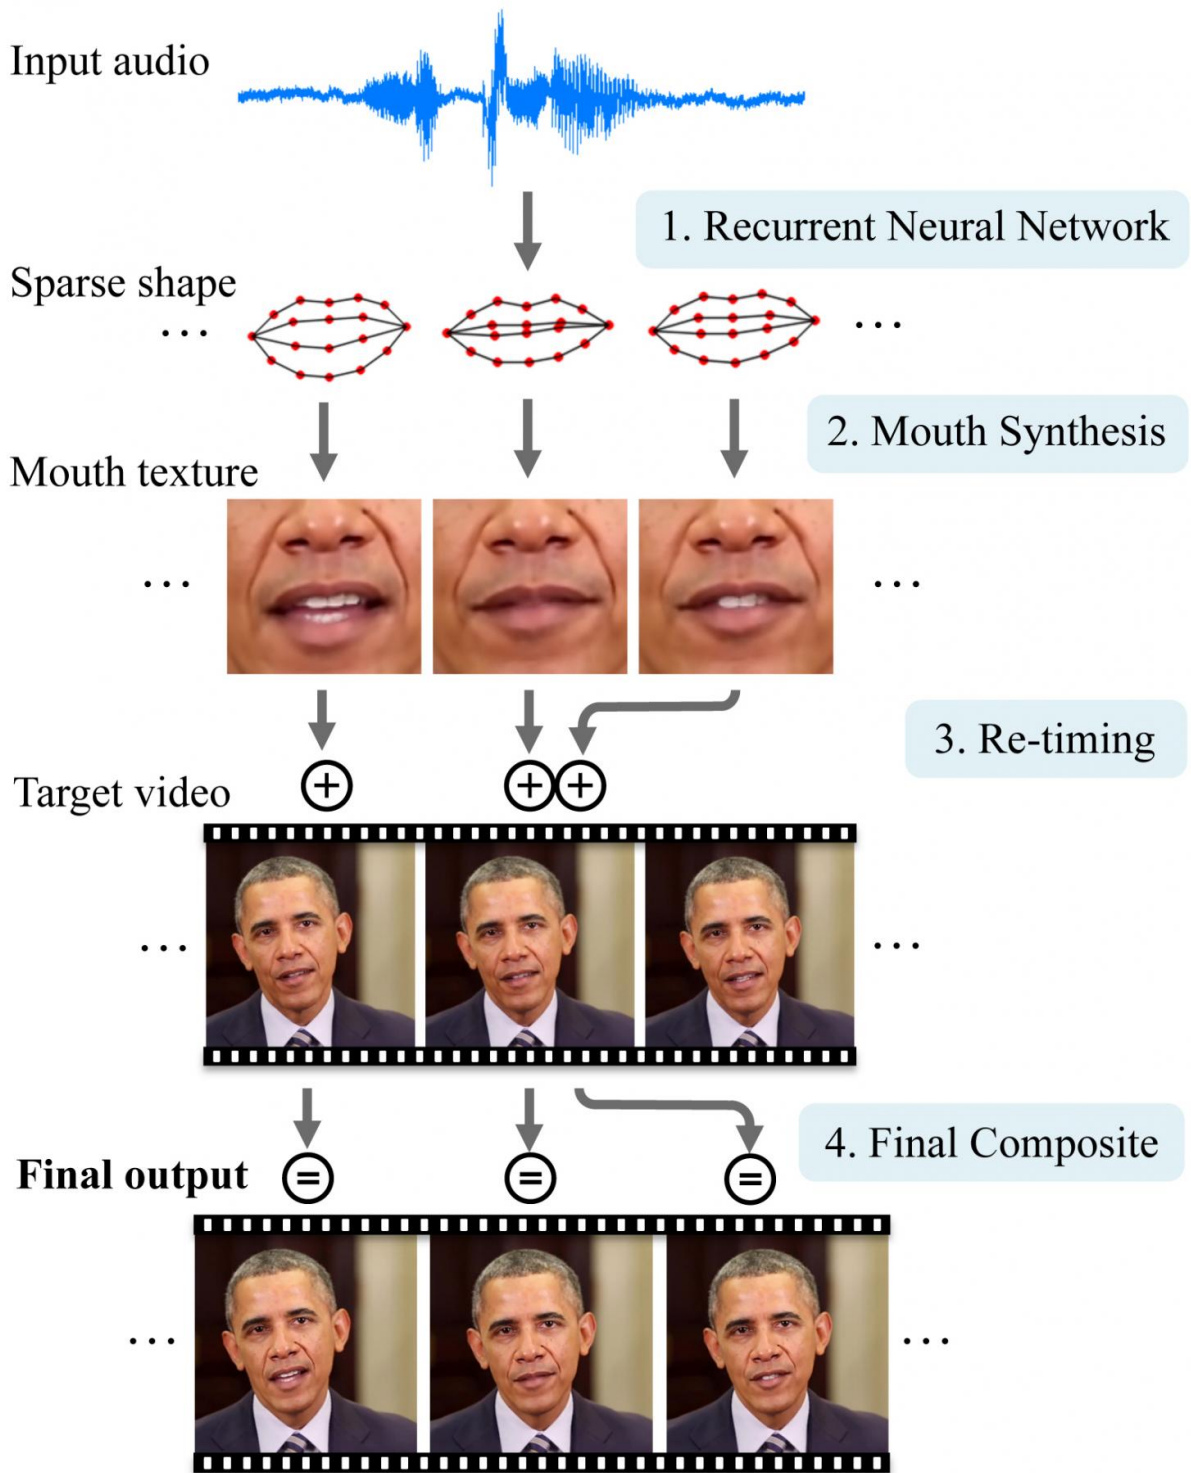 Input audio
1. Recurrent Neural Network
Sparse shape
... ...
2. Mouth Synthesis
Mouth texture
... ...
3. Re-timing
+ + +
Target video
... ...
4. Final Composite
Final output = = =
... ...